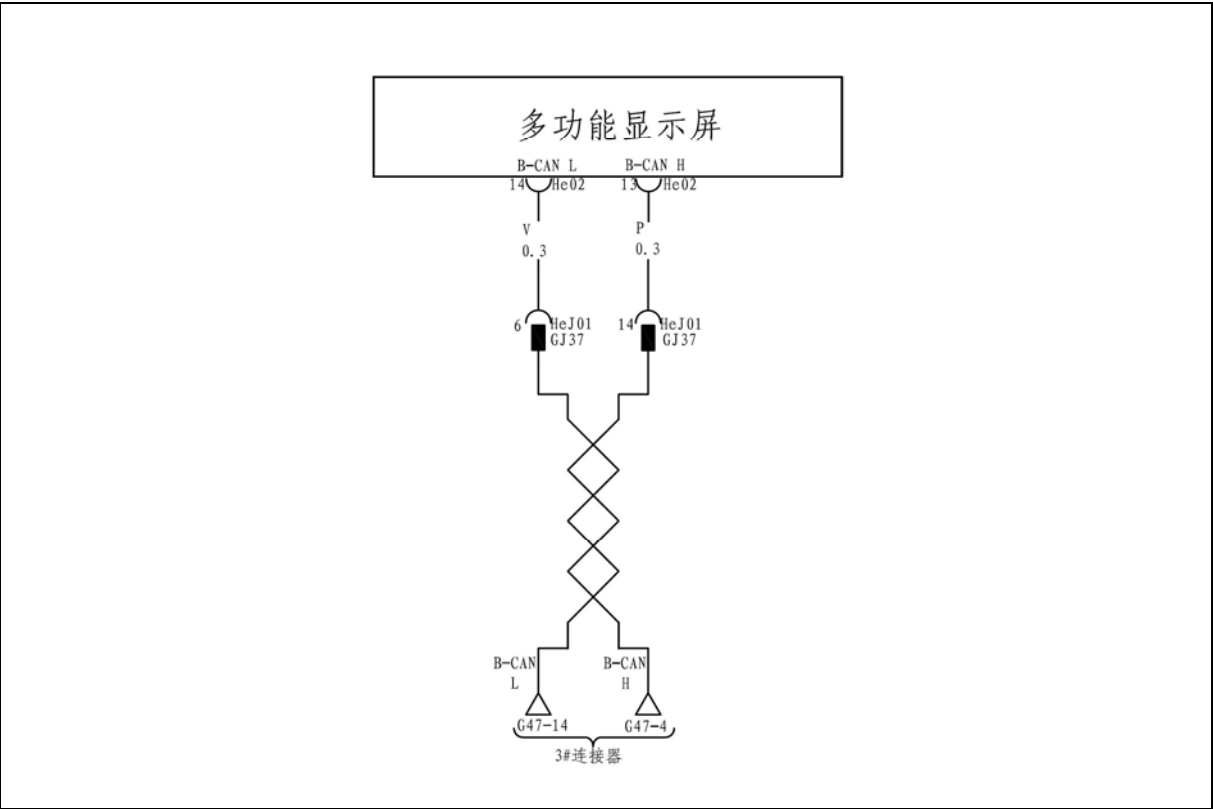 多功能显示屏
B-CAN L B-CAN H
14 He02 13 He02
V P
0.3 0.3
6 HeJ01 14 HeJ01
GJ37 GJ37
B-CAN B-CAN
L H
G47-14 G47-4
3#连接器